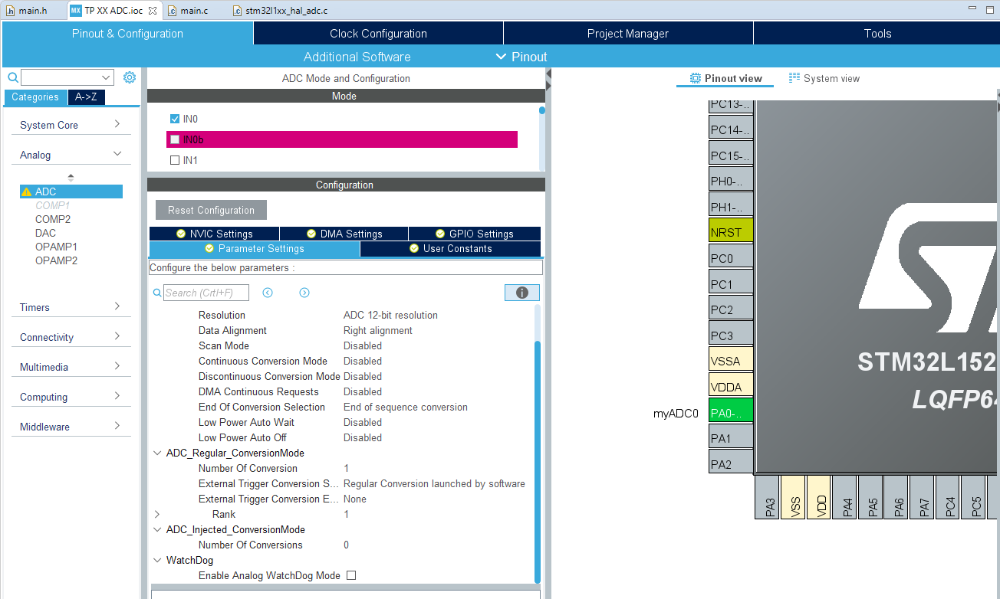 main.h
TP XX ADC.ioc
main.c
stm32l1xx_hal_adc.c
Pinout & Configuration
Clock Configuration
Project Manager
Tools
Additional Software
Pinout
Categories
A->Z
System Core
Analog
ADC
COMP1
COMP2
DAC
OPAMP1
OPAMP2
Timers
Connectivity
Multimedia
Computing
Middleware
ADC Mode and Configuration
Mode
IN0
IN0b
IN1
Configuration
Reset Configuration
NVIC Settings
DMA Settings
GPIO Settings
Parameter Settings
User Constants
Configure the below parameters :
Search (CrtI+F)
Resolution ADC 12-bit resolution
Data Alignment Right alignment
Scan Mode Disabled
Continuous Conversion Mode Disabled
Discontinuous Conversion Mode Disabled
DMA Continuous Requests Disabled
End Of Conversion Selection End of sequence conversion
Low Power Auto Wait Disabled
Low Power Auto Off Disabled
ADC_Regular_ConversionMode
Number Of Conversion 1
External Trigger Conversion S... Regular Conversion launched by software
External Trigger Conversion E... None
Rank 1
ADC_Injected_ConversionMode
Number Of Conversions 0
WatchDog
Enable Analog WatchDog Mode
Pinout view
System view
PC13-..
PC14-..
PC15-..
PH0-..
PH1-..
NRST
PC0
PC1
PC2
PC3
VSSA
VDDA
myADC0 PA0-..
PA1
PA2
STM32L152
LQFP64
PA3
VSS
VDD
PA4
PA5
PA6
PA7
PC4
PC5